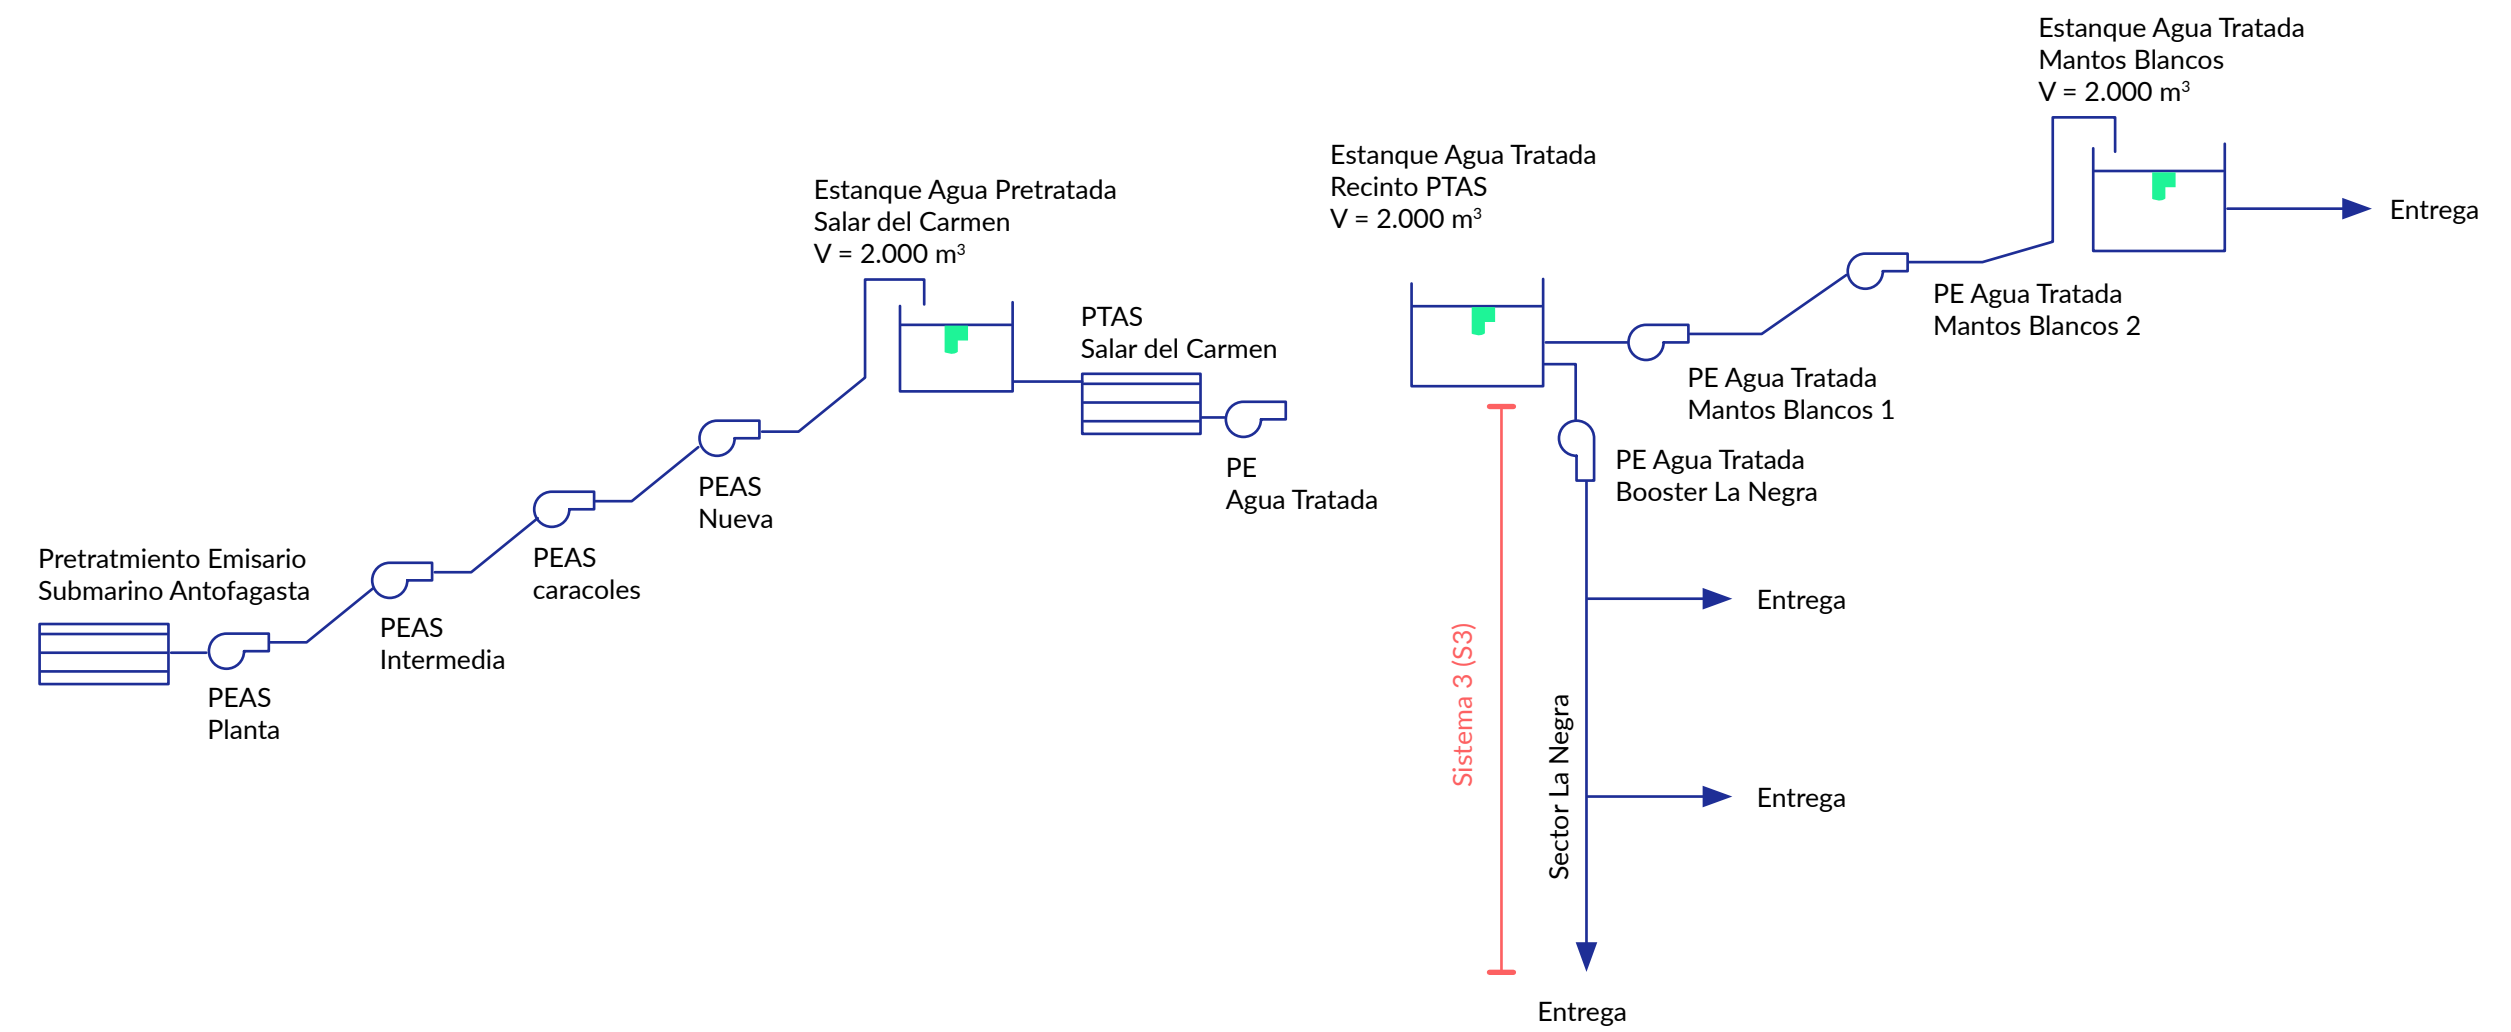 Estanque Agua Tratada
Mantos Blancos
V = 2.000 m³
Entrega
Estanque Agua Tratada
Recinto PTAS
V = 2.000 m³
Estanque Agua Pretratada
Salar del Carmen
V = 2.000 m³
PE Agua Tratada
Mantos Blancos 2
PTAS
Salar del Carmen
PE Agua Tratada
Mantos Blancos 1
PE
Agua Tratada
PE Agua Tratada
Booster La Negra
PEAS
Nueva
PEAS
caracoles
Pretratmiento Emisario
Submarino Antofagasta
PEAS
Intermedia
PEAS
Planta
Entrega
Sistema 3 (S3)
Sector La Negra
Entrega
Entrega